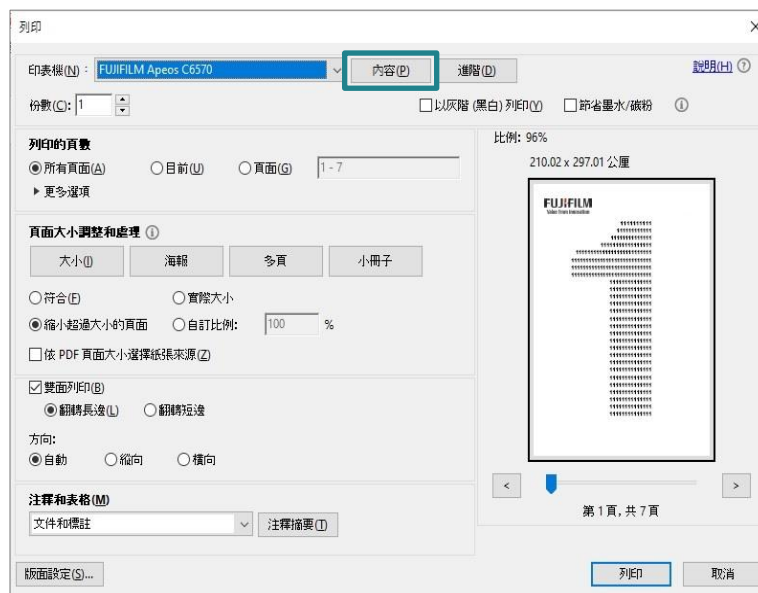 列印
印表機(N)： FUJIFILM Apeos C6570 內容(P) 進階(D) 說明(H)
份數(C): 1 以灰階 (黑白) 列印(Y) 節省墨水/碳粉
列印的頁數
所有頁面(A) 目前(U) 頁面(G) 1 - 7
更多選項
頁面大小調整和處理
大小(I) 海報 多頁 小冊子
符合(F) 實際大小
縮小超過大小的頁面 自訂比例: 100 %
依 PDF 頁面大小選擇紙張來源(Z)
雙面列印(B)
翻轉長邊(L) 翻轉短邊
方向:
自動 縱向 橫向
注釋和表格(M)
文件和標註 注釋摘要(T)
比例: 96%
210.02 x 297.01 公厘
FUJIFILM
Value from Innovation
< >
第 1 頁, 共 7 頁
版面設定(S)... 列印 取消